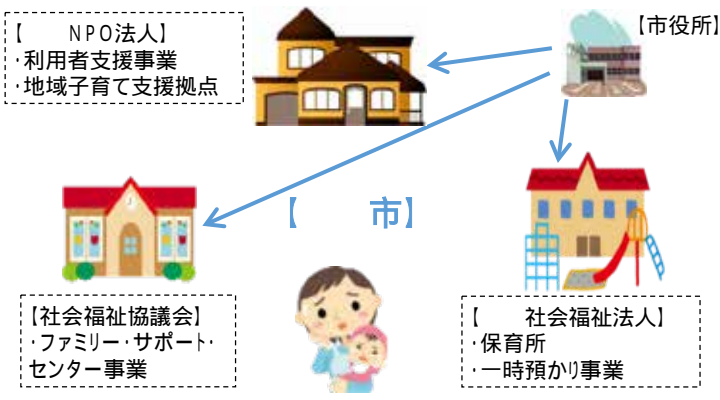 【　　NPO法人】
･利用者支援事業
･地域子育て支援拠点
【市役所】
【　　市】
【社会福祉協議会】
･ファミリー･サポート･
センター事業
【　　社会福祉法人】
･保育所
･一時預かり事業